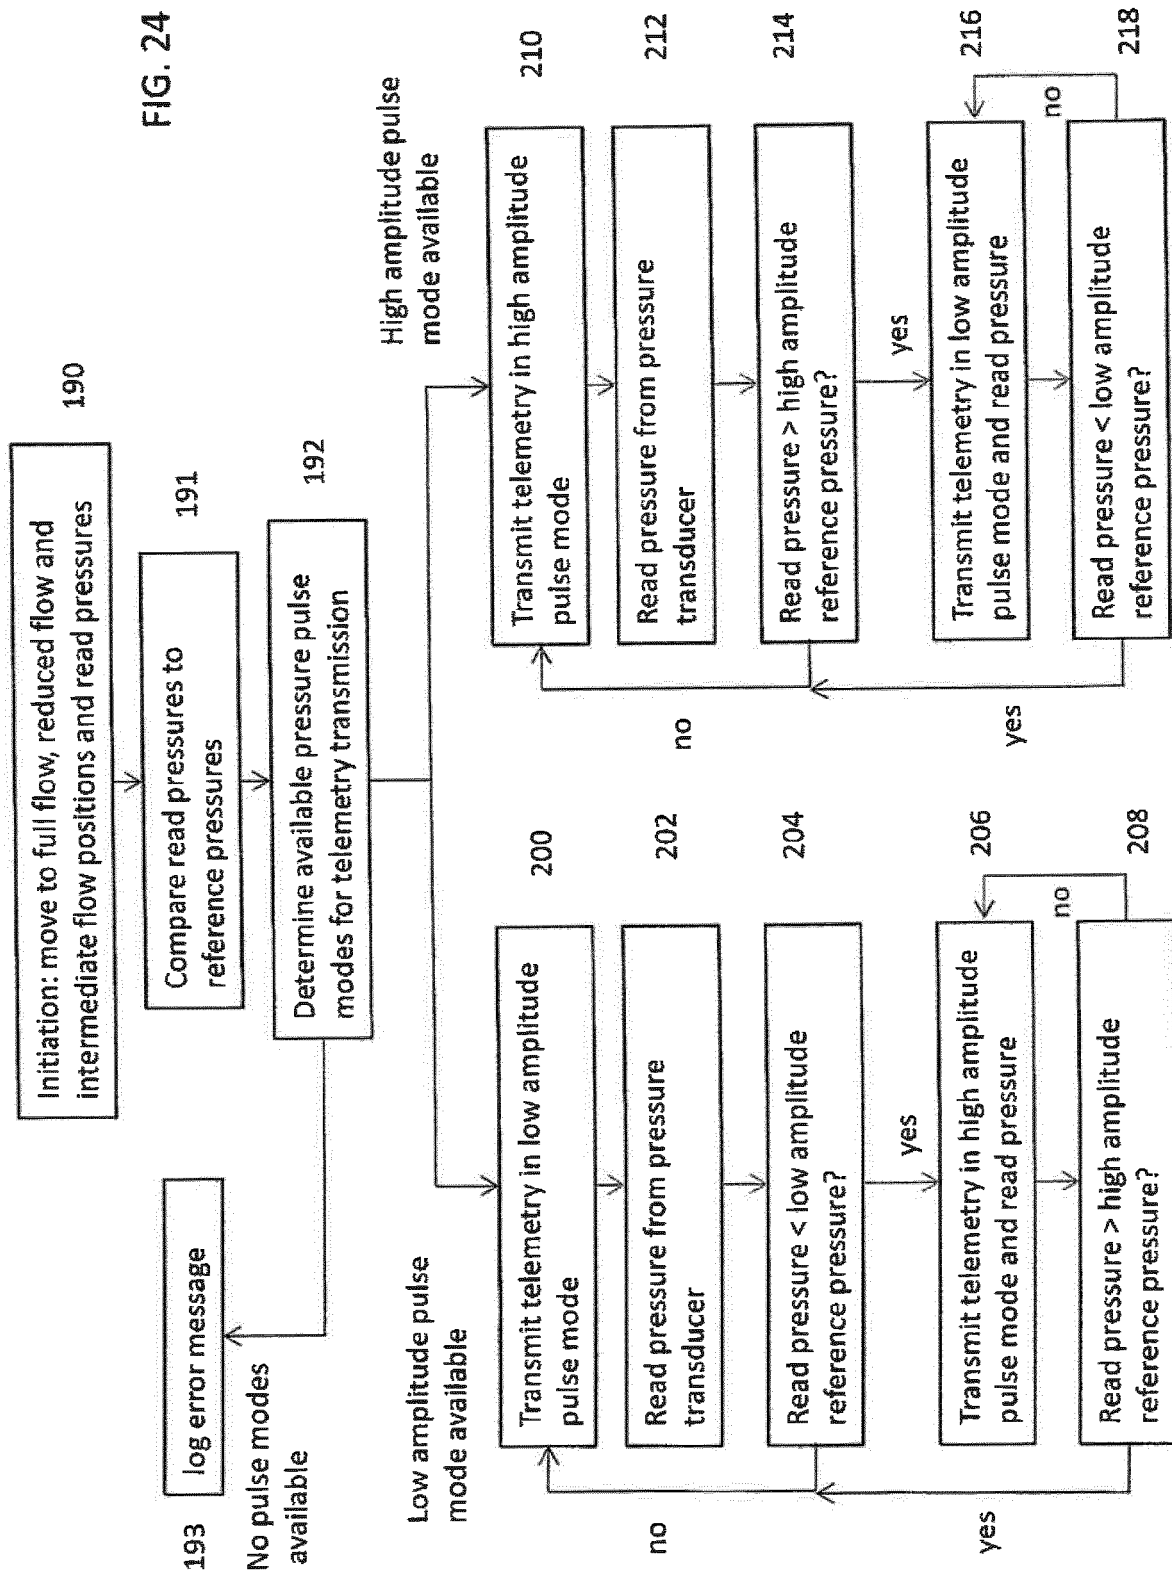 FIG. 24
Initiation: move to full flow, reduced flow and
intermediate flow positions and read pressures
190
Compare read pressures to
reference pressures
191
Determine available pressure pulse
modes for telemetry transmission
192
log error message
193
No pulse modes
available
Low amplitude pulse
mode available
Transmit telemetry in low amplitude
pulse mode
200
Read pressure from pressure
transducer
202
Read pressure < low amplitude
reference pressure?
204
no
yes
Transmit telemetry in high amplitude
pulse mode and read pressure
206
no
Read pressure > high amplitude
reference pressure?
208
yes
High amplitude pulse
mode available
Transmit telemetry in high amplitude
pulse mode
210
Read pressure from pressure
transducer
212
Read pressure > high amplitude
reference pressure?
214
no
yes
Transmit telemetry in low amplitude
pulse mode and read pressure
216
no
Read pressure < low amplitude
reference pressure?
218
yes